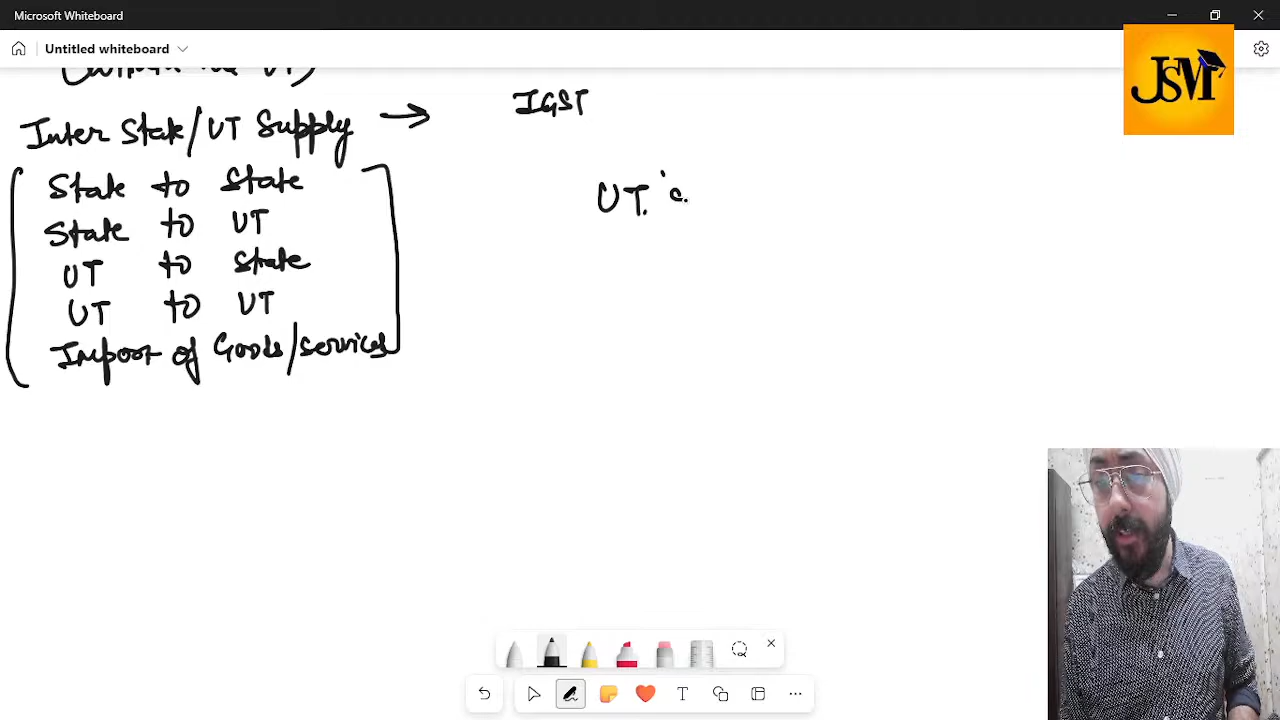 Microsoft Whiteboard
Untitled whiteboard
JSM
Inter State/UT Supply → IGST
State to State
State to UT
UT to State
UT to UT
Import of Goods/Services
UT's